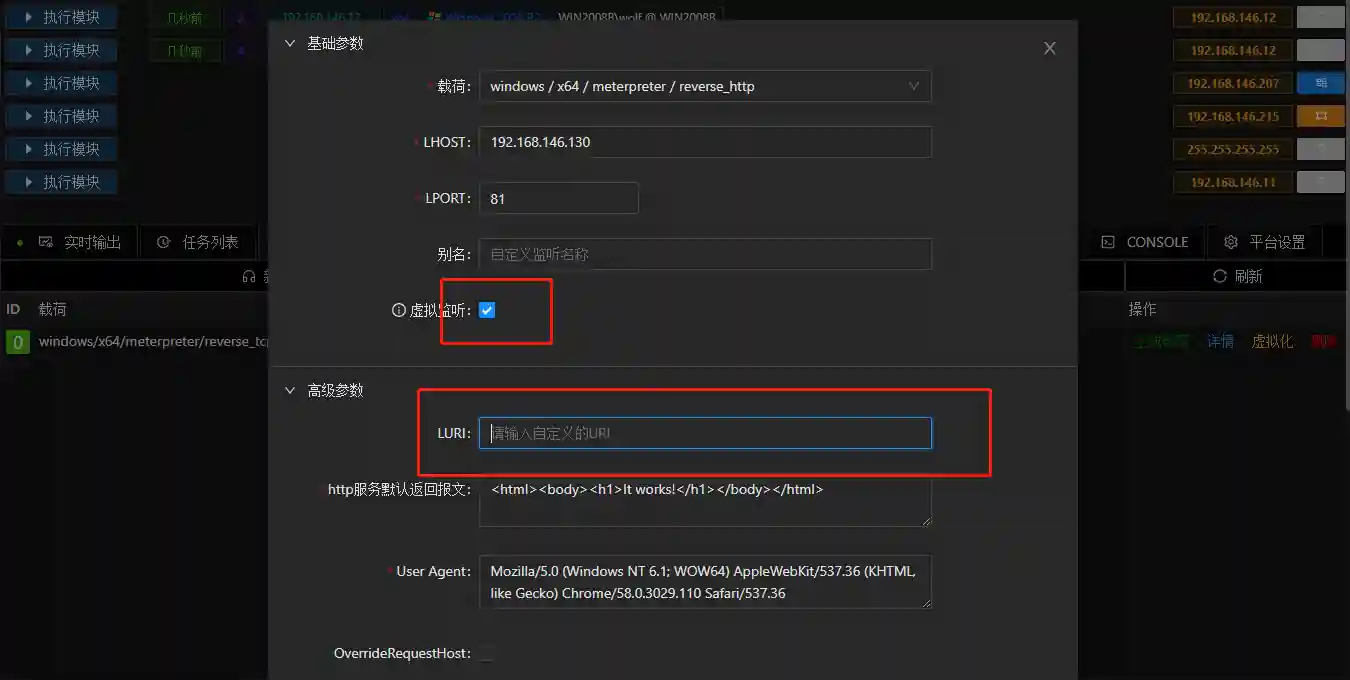 执行模块 几秒前 WIN2008B\wolf @ WIN2008B 192.168.146.12
执行模块 192.168.146.12
执行模块 192.168.146.207
执行模块 192.168.146.215
执行模块 255.255.255.255
执行模块 192.168.146.11
基础参数
* 载荷: windows / x64 / meterpreter / reverse_http
* LHOST: 192.168.146.130
* LPORT: 81
别名: 自定义监听名称
虚拟监听:
高级参数
LURI: 请输入自定义的URI
* http服务默认返回报文: <html><body><h1>It works!</h1></body></html>
* User Agent: Mozilla/5.0 (Windows NT 6.1; WOW64) AppleWebKit/537.36 (KHTML,
like Gecko) Chrome/58.0.3029.110 Safari/537.36
OverrideRequestHost:
实时输出 任务列表 CONSOLE 平台设置
刷新
ID 载荷 操作
0 windows/x64/meterpreter/reverse_tc 详情 虚拟化